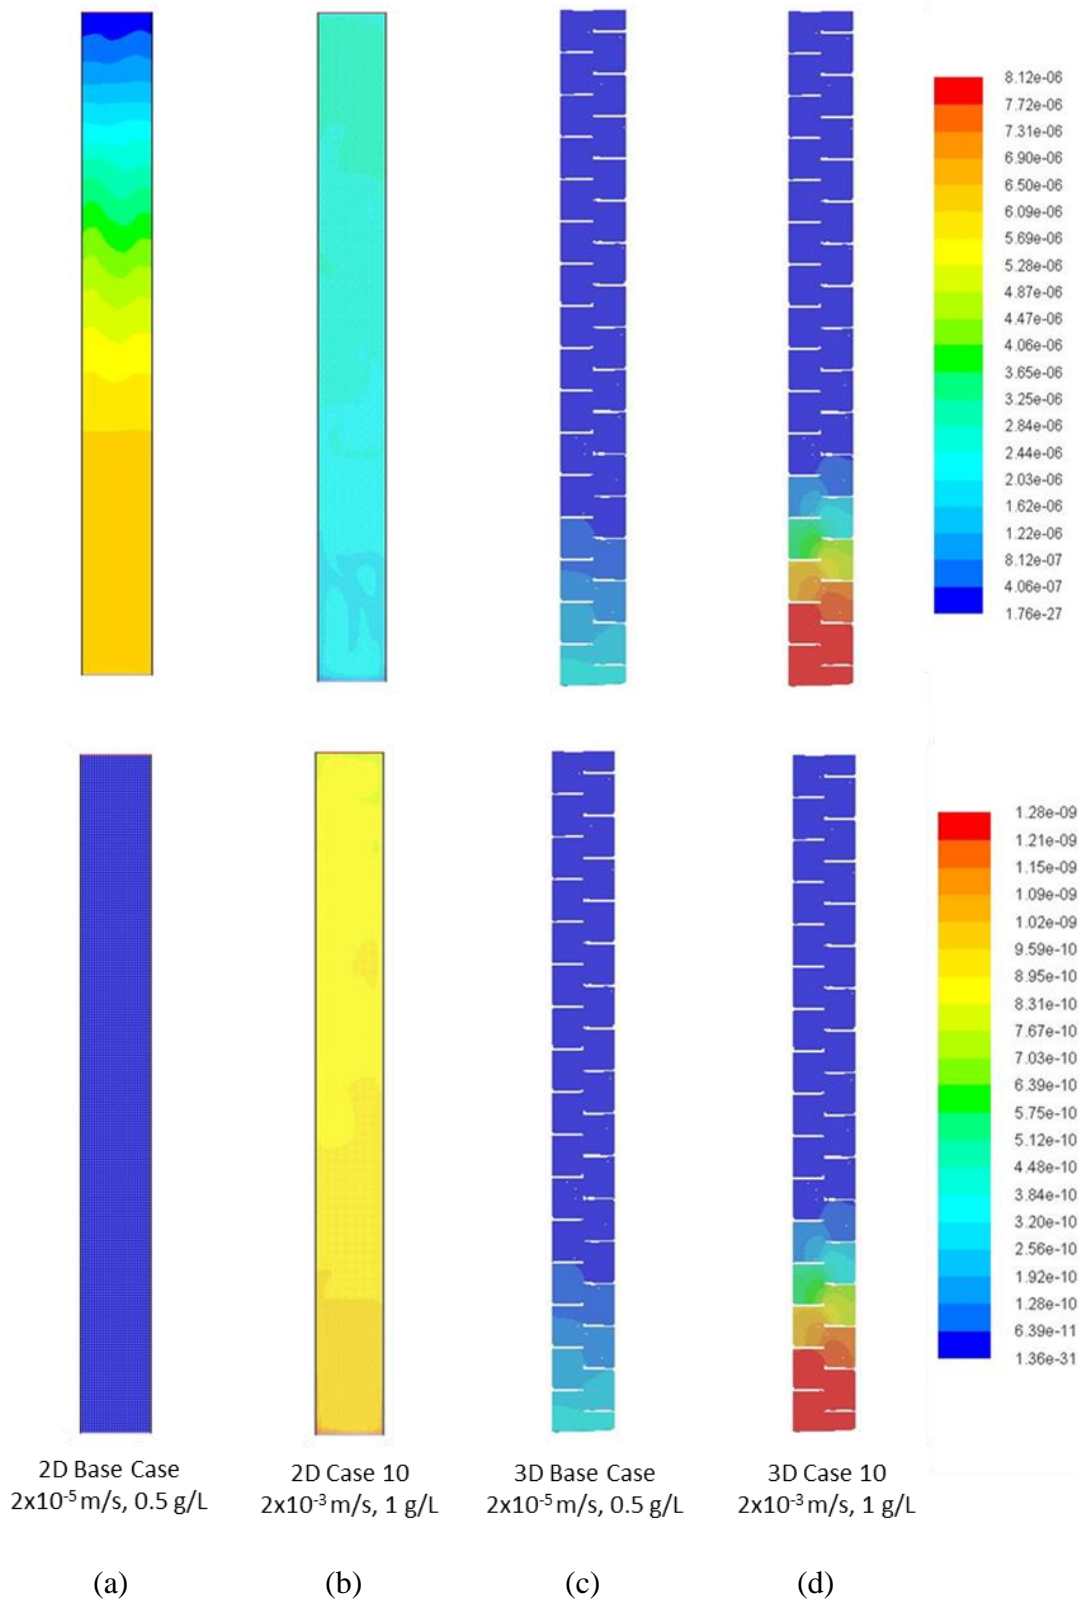 8.12e-06
7.72e-06
7.31e-06
6.90e-06
6.50e-06
6.09e-06
5.69e-06
5.28e-06
4.87e-06
4.47e-06
4.06e-06
3.65e-06
3.25e-06
2.84e-06
2.44e-06
2.03e-06
1.62e-06
1.22e-06
8.12e-07
4.06e-07
1.76e-27
1.28e-09
1.21e-09
1.15e-09
1.09e-09
1.02e-09
9.59e-10
8.95e-10
8.31e-10
7.67e-10
7.03e-10
6.39e-10
5.75e-10
5.12e-10
4.48e-10
3.84e-10
3.20e-10
2.56e-10
1.92e-10
1.28e-10
6.39e-11
1.36e-31
2D Base Case
2x10⁻⁵ m/s, 0.5 g/L
2D Case 10
2x10⁻³ m/s, 1 g/L
3D Base Case
2x10⁻⁵ m/s, 0.5 g/L
3D Case 10
2x10⁻³ m/s, 1 g/L
(a)
(b)
(c)
(d)